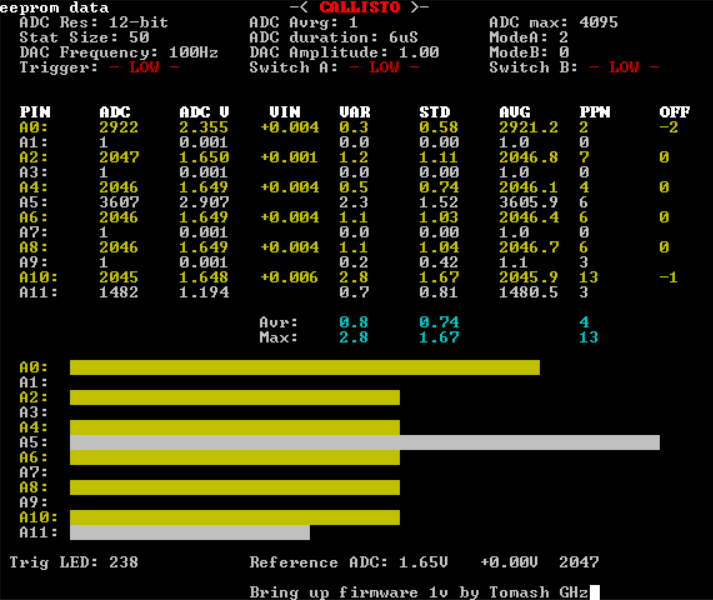 eeprom data -< CALLISTO >-
ADC Res: 12-bit ADC Avrg: 1 ADC max: 4095
Stat Size: 50 ADC duration: 6uS ModeA: 2
DAC Frequency: 100Hz DAC Amplitude: 1.00 ModeB: 0
Trigger: - LOW - Switch A: - LOW - Switch B: - LOW -
PIN ADC ADC V VIN VAR STD AVG PPN OFF
A0: 2922 2.355 +0.004 0.3 0.58 2921.2 2 -2
A1: 1 0.001 0.0 0.00 1.0 0
A2: 2047 1.650 +0.001 1.2 1.11 2046.8 7 0
A3: 1 0.001 0.0 0.00 1.0 0
A4: 2046 1.649 +0.004 0.5 0.74 2046.1 4 0
A5: 3607 2.907 2.3 1.52 3605.9 6
A6: 2046 1.649 +0.004 1.1 1.03 2046.4 6 0
A7: 1 0.001 0.0 0.00 1.0 0
A8: 2046 1.649 +0.004 1.1 1.04 2046.7 6 0
A9: 1 0.001 0.2 0.42 1.1 3
A10: 2045 1.648 +0.006 2.8 1.67 2045.9 13 -1
A11: 1482 1.194 0.7 0.81 1480.5 3
Avr: 0.8 0.74 4
Max: 2.8 1.67 13
A0:
A1:
A2:
A3:
A4:
A5:
A6:
A7:
A8:
A9:
A10:
A11:
Trig LED: 238 Reference ADC: 1.65V +0.00V 2047
Bring up firmware 1v by Tomash GHz